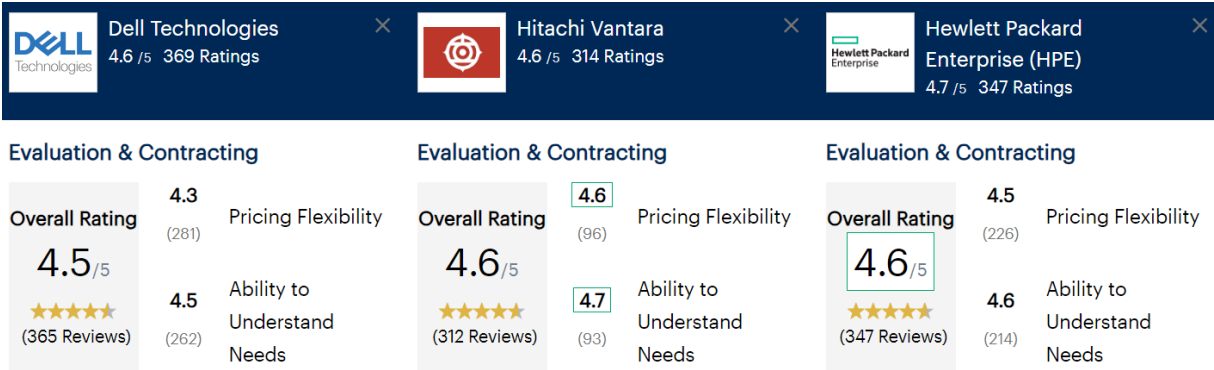 DELL
Technologies
Dell Technologies
4.6 /5 369 Ratings
Hitachi Vantara
4.6 /5 314 Ratings
Hewlett Packard
Enterprise
Hewlett Packard
Enterprise (HPE)
4.7 /5 347 Ratings
Evaluation & Contracting
Overall Rating
4.5/5
(365 Reviews)
4.3
(281)
Pricing Flexibility
4.5
(262)
Ability to
Understand
Needs
Evaluation & Contracting
Overall Rating
4.6/5
(312 Reviews)
4.6
(96)
Pricing Flexibility
4.7
(93)
Ability to
Understand
Needs
Evaluation & Contracting
Overall Rating
4.6/5
(347 Reviews)
4.5
(226)
Pricing Flexibility
4.6
(214)
Ability to
Understand
Needs